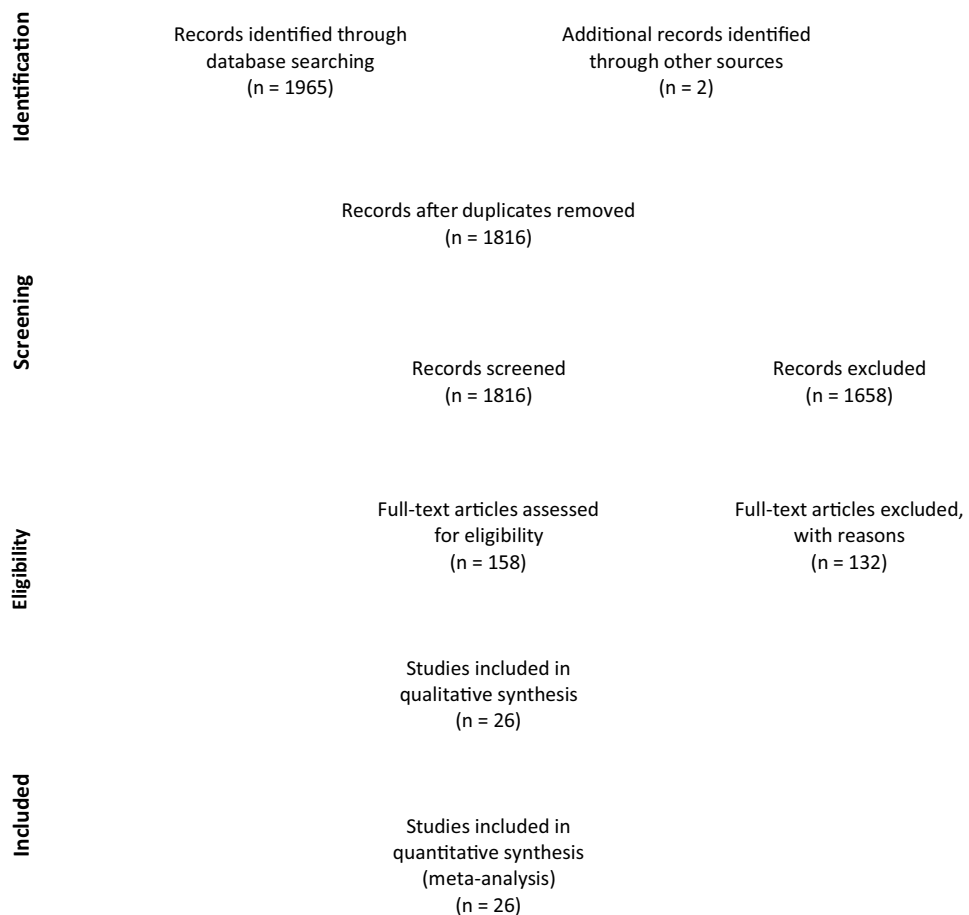 Identification
Records identified through
database searching
(n = 1965)
Additional records identified
through other sources
(n = 2)
Records after duplicates removed
(n = 1816)
Screening
Records screened
(n = 1816)
Records excluded
(n = 1658)
Eligibility
Full-text articles assessed
for eligibility
(n = 158)
Full-text articles excluded,
with reasons
(n = 132)
Studies included in
qualitative synthesis
(n = 26)
Included
Studies included in
quantitative synthesis
(meta-analysis)
(n = 26)